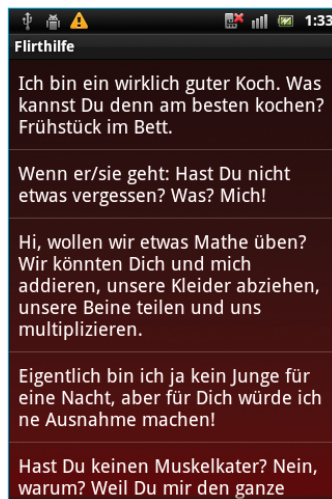 1:33
Flirthilfe
Ich bin ein wirklich guter Koch. Was
kannst Du denn am besten kochen?
Frühstück im Bett.
Wenn er/sie geht: Hast Du nicht
etwas vergessen? Was? Mich!
Hi, wollen wir etwas Mathe üben?
Wir könnten Dich und mich
addieren, unsere Kleider abziehen,
unsere Beine teilen und uns
multiplizieren.
Eigentlich bin ich ja kein Junge für
eine Nacht, aber für Dich würde ich
ne Ausnahme machen!
Hast Du keinen Muskelkater? Nein,
warum? Weil Du mir den ganze